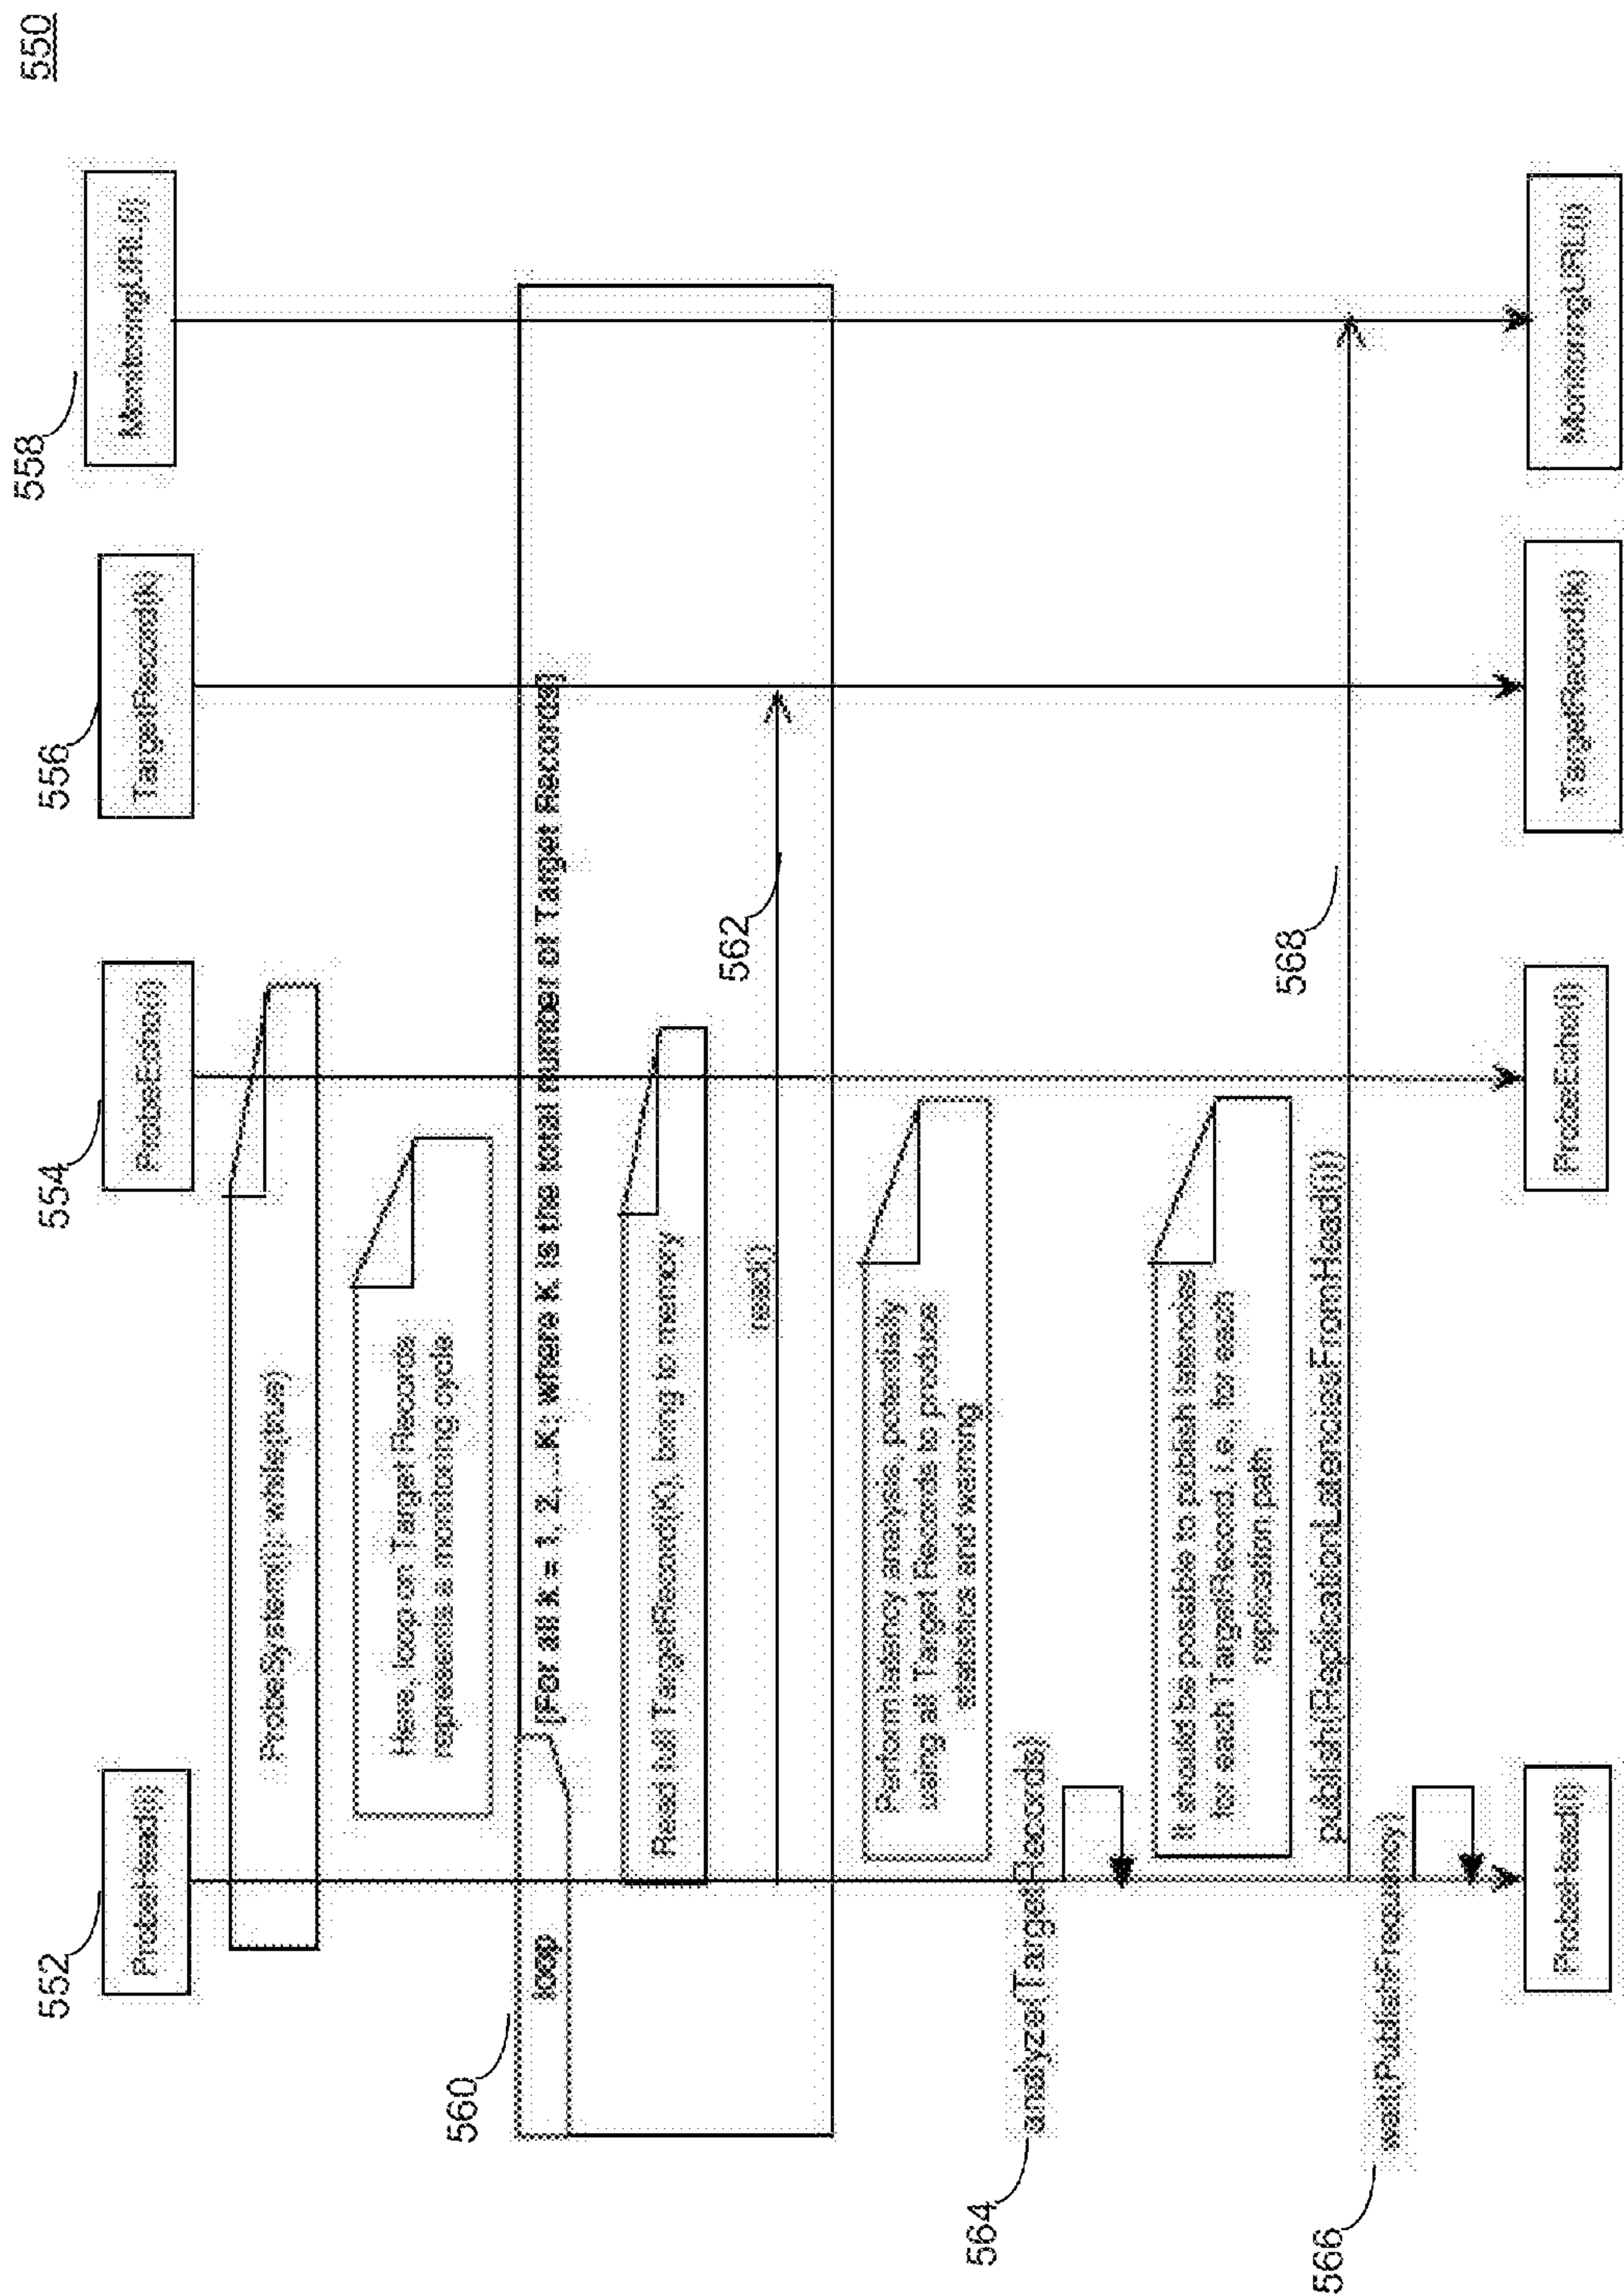 550
552
554
556
558
ProbeHead(i)
ProbeEcho(j)
TargetRecord(k)
MonitoringURL(l)
ProbeSystem(i): while(true)
Here, loop on Target Records
represents a monitoring cycle
560
loop
[For all k = 1, 2,...K; where K is the total number of Target Records]
Read full TargetRecord(K), bring to memory
read()
562
Perform latency analysis, potentially
using all Target Records to produce
statistics and warning
564
analyze(TargetRecords)
It should be possible to publish latencies
for each TargetRecord, i.e., for each
replication path
568
publish(ReplicationLatenciesFromHead(i))
566
wait(PublishFrequency)
ProbeHead(i)
ProbeEcho(j)
TargetRecord(k)